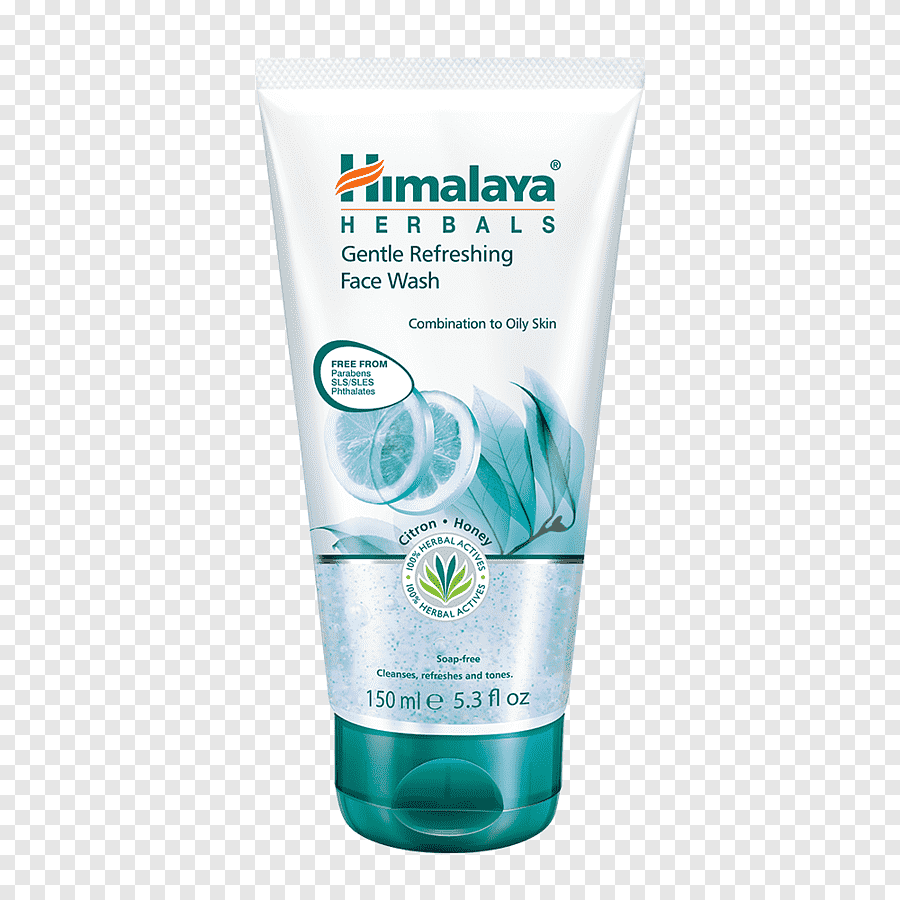 Himalaya®
HERBALS
Gentle Refreshing
Face Wash
Combination to Oily Skin
FREE FROM
Parabens
SLS/SLES
Phthalates
Citron • Honey
100% HERBAL ACTIVES
100% HERBAL ACTIVES
Soap-free
Cleanses, refreshes and tones.
150 ml ℮ 5.3 fl oz